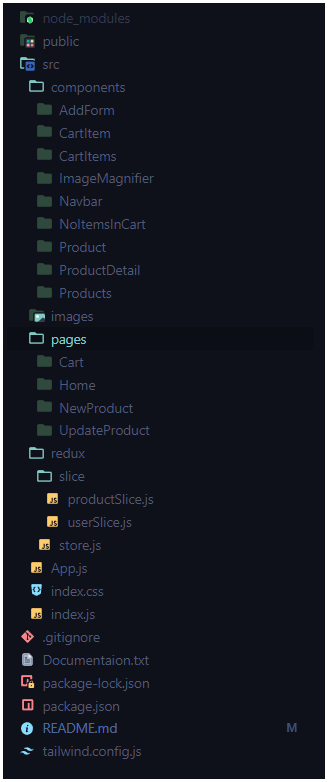 node_modules
public
src
components
AddForm
CartItem
CartItems
ImageMagnifier
Navbar
NoItemsInCart
Product
ProductDetail
Products
images
pages
Cart
Home
NewProduct
UpdateProduct
redux
slice
JS productSlice.js
JS userSlice.js
JS store.js
JS App.js
index.css
JS index.js
.gitignore
Documentaion.txt
package-lock.json
package.json
README.md M
tailwind.config.js